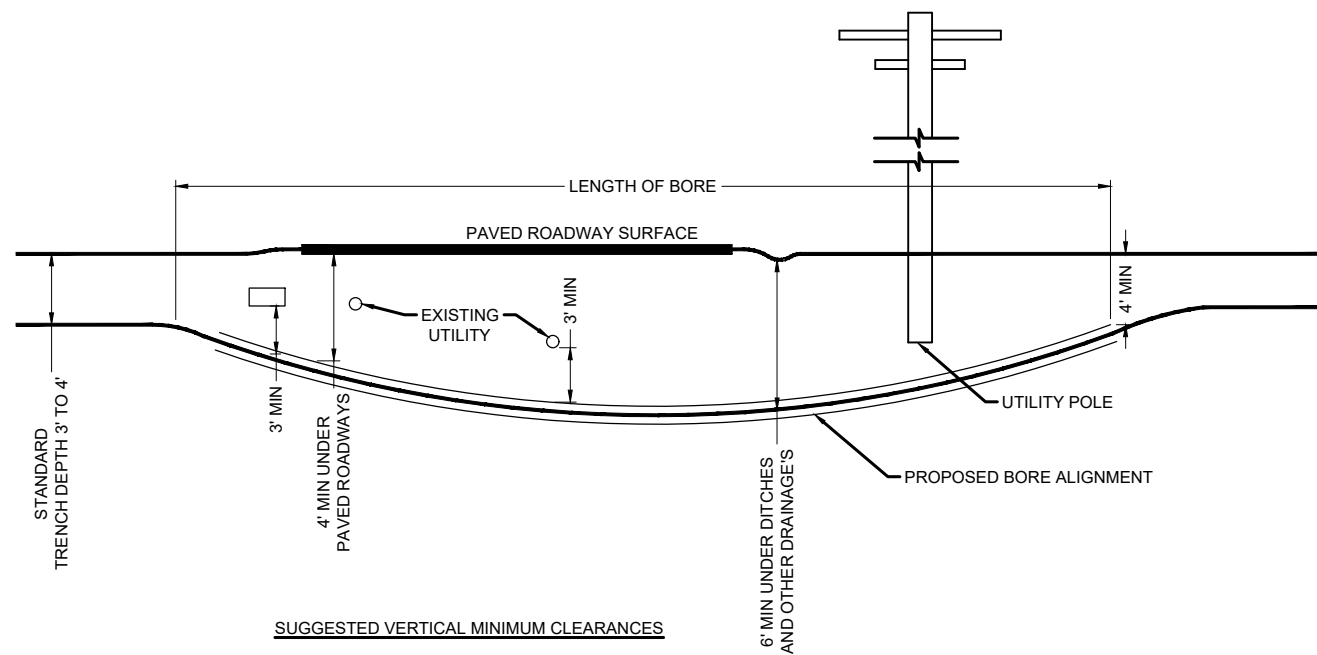 LENGTH OF BORE
PAVED ROADWAY SURFACE
4' MIN
EXISTING
UTILITY
3' MIN
3' MIN
STANDARD
TRENCH DEPTH 3' TO 4'
4' MIN UNDER
PAVED ROADWAYS
UTILITY POLE
PROPOSED BORE ALIGNMENT
6' MIN UNDER DITCHES
AND OTHER DRAINAGE'S
SUGGESTED VERTICAL MINIMUM CLEARANCES